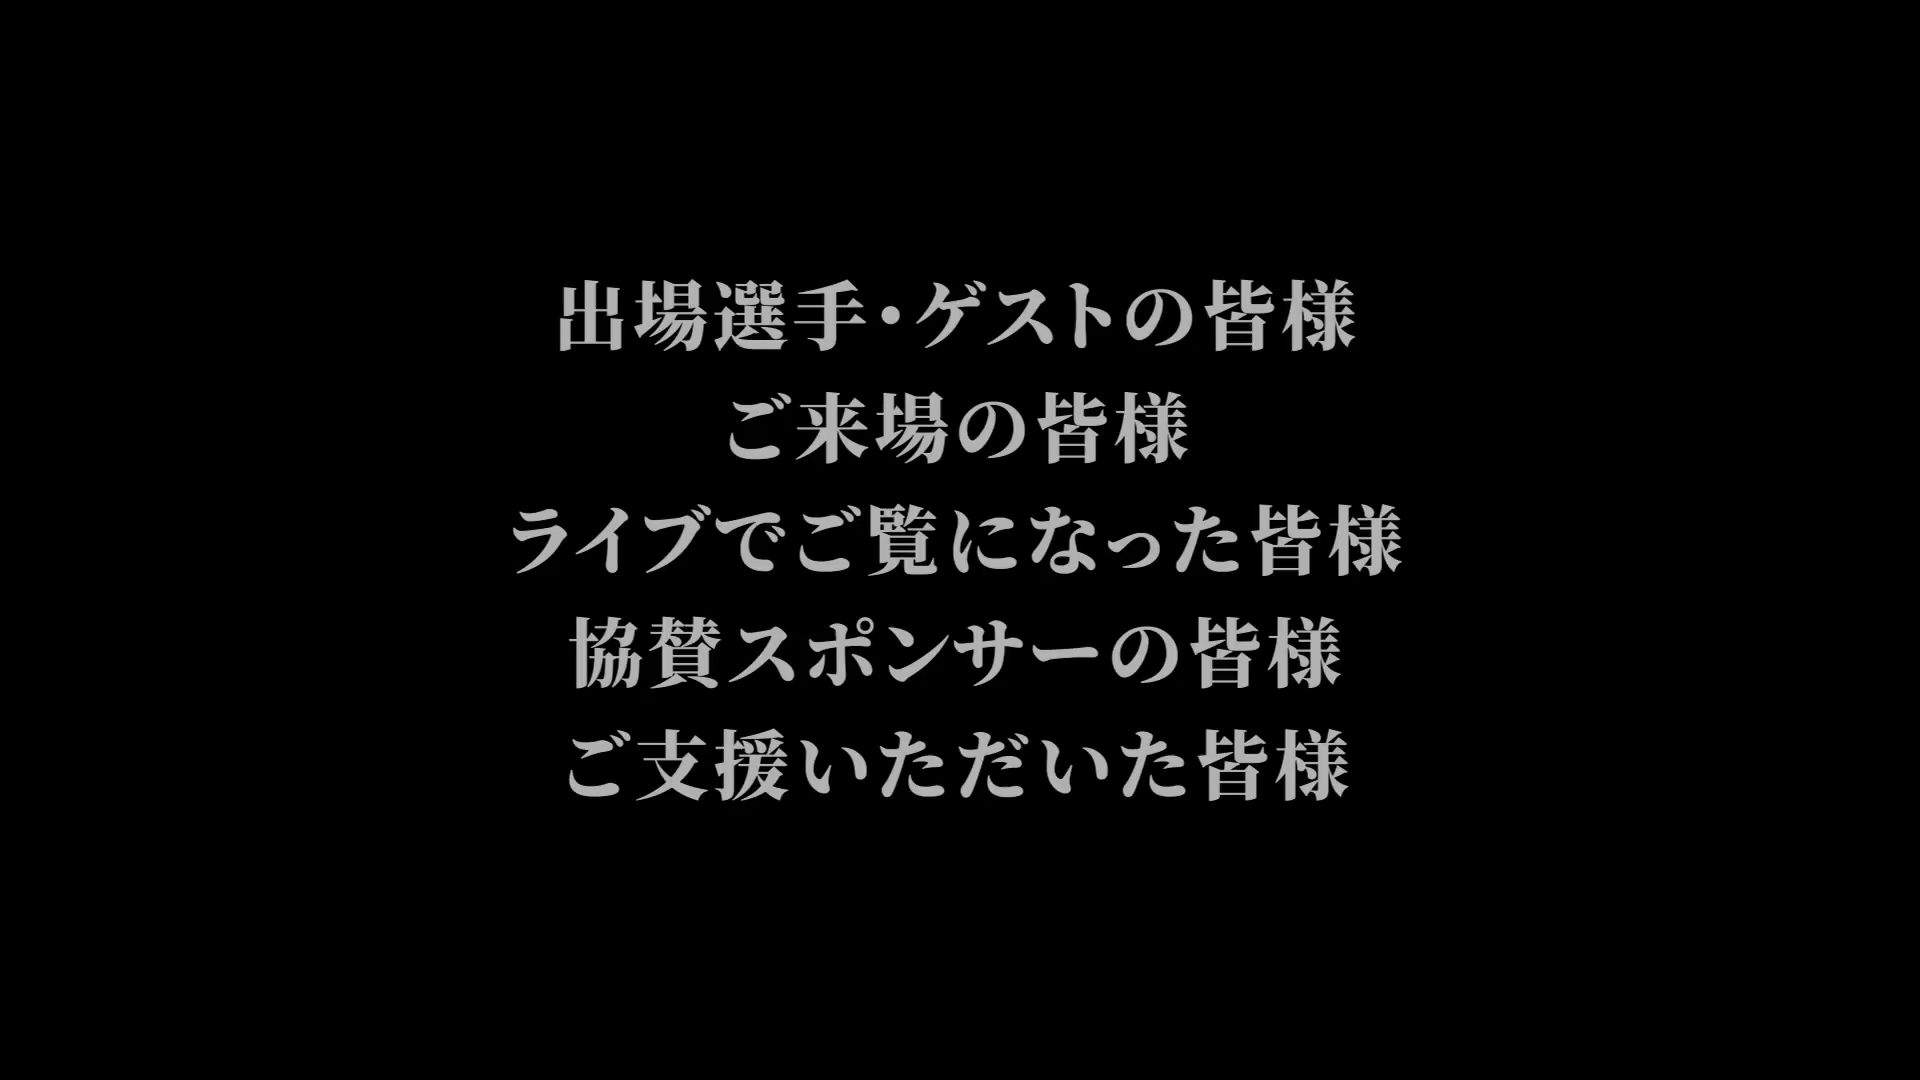 出場選手・ゲストの皆様
ご来場の皆様
ライブでご覧になった皆様
協賛スポンサーの皆様
ご支援いただいた皆様